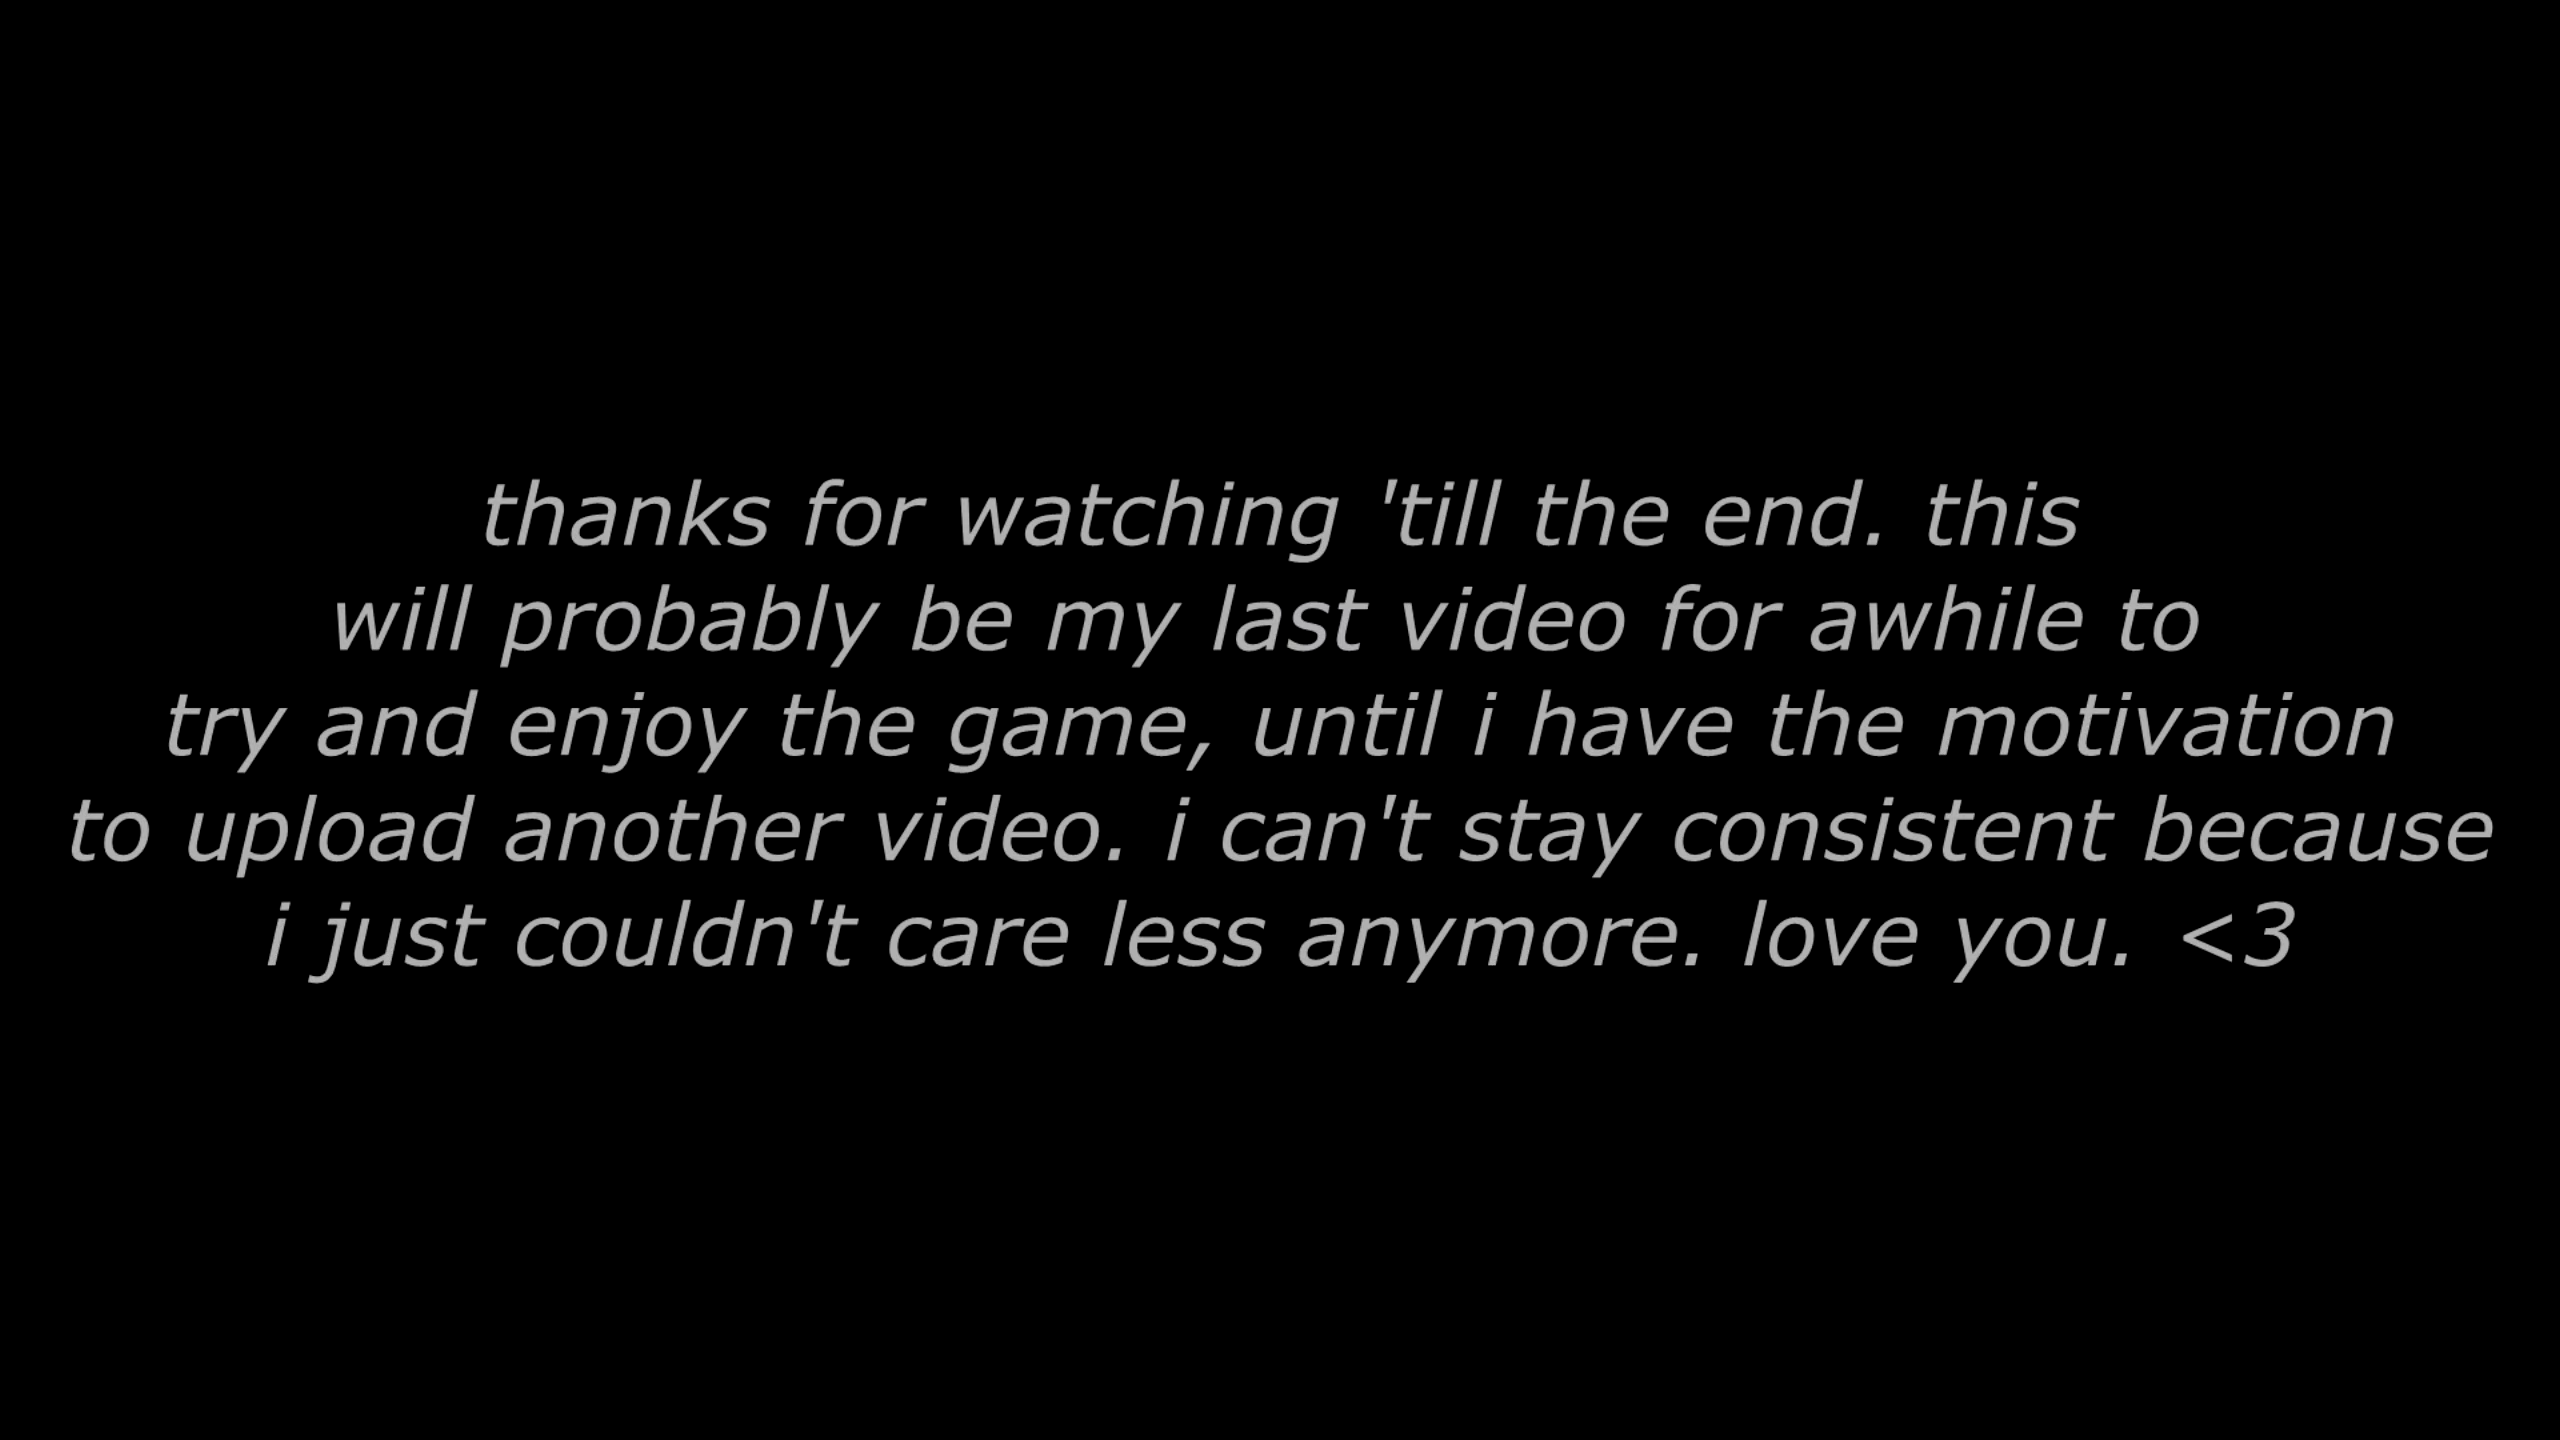 thanks for watching 'till the end. this
will probably be my last video for awhile to
try and enjoy the game, until i have the motivation
to upload another video. i can't stay consistent because
i just couldn't care less anymore. love you. <3